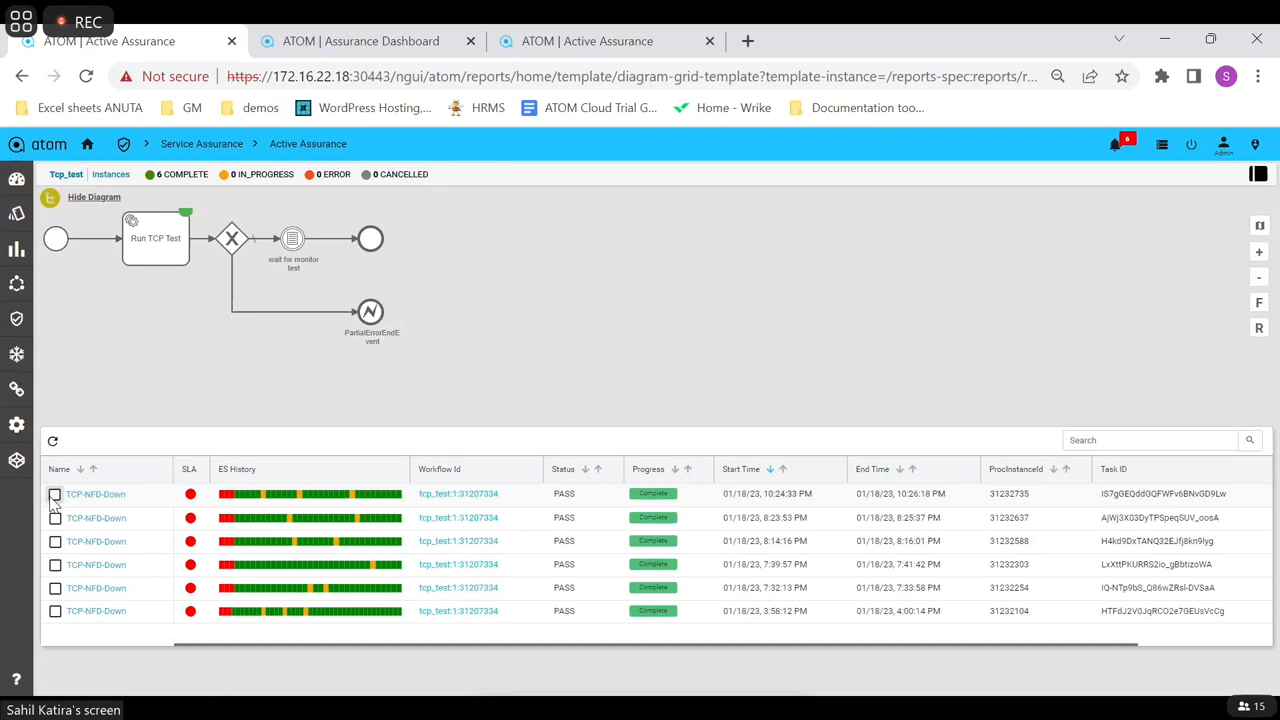 REC
ATOM | Active Assurance
ATOM | Assurance Dashboard
ATOM | Active Assurance
Not secure https://172.16.22.18:30443/ngui/atom/reports/home/template/diagram-grid-template?template-instance=/reports-spec:reports/r...
S
Excel sheets ANUTA
GM
demos
WordPress Hosting,...
HRMS
ATOM Cloud Trial G...
Home - Wrike
Documentation too...
atom
Service Assurance > Active Assurance
6
Admin
Tcp_test instances 6 COMPLETE 0 IN_PROGRESS 0 ERROR 0 CANCELLED
Hide Diagram
Run TCP Test
X
wait for monitor
test
PartialErrorEndE
vent
+
-
F
R
Search
Name SLA ES History Workflow Id Status Progress Start Time End Time ProcInstanceId Task ID
TCP-NFD-Down tcp_test:1:31207334 PASS Complete 01/18/23, 10:24:33 PM 01/18/23, 10:26:18 PM 31232735 IS7gGEQddGQFWFv6BNvGD9Lw
TCP-NFD-Down tcp_test:1:31207334 PASS Complete 01/18/23, 8:23:53 PM 01/18/23, 8:25:37 PM 31232637 AjWj3X03DyTPSpeqSUV_oosA
TCP-NFD-Down tcp_test:1:31207334 PASS Complete 01/18/23, 8:14:16 PM 01/18/23, 8:16:01 PM 31232588 H4kd9DxTANQ32EJfj8kn9lyg
TCP-NFD-Down tcp_test:1:31207334 PASS Complete 01/18/23, 7:39:57 PM 01/18/23, 7:41:42 PM 31232303 LxXttPKURRS2io_gBbtizoWA
TCP-NFD-Down tcp_test:1:31207334 PASS Complete 01/18/23, 7:32:13 PM 01/18/23, 7:33:58 PM 31232254 IQ-NTp9bS_Q86wZRsl-DVSaA
TCP-NFD-Down tcp_test:1:31207334 PASS Complete 01/18/23, 3:58:12 PM 01/18/23, 4:00:14 PM 31232104 HTFdJ2V0JqRCO2e7GEUsVcCg
?
Sahil Katira's screen
15